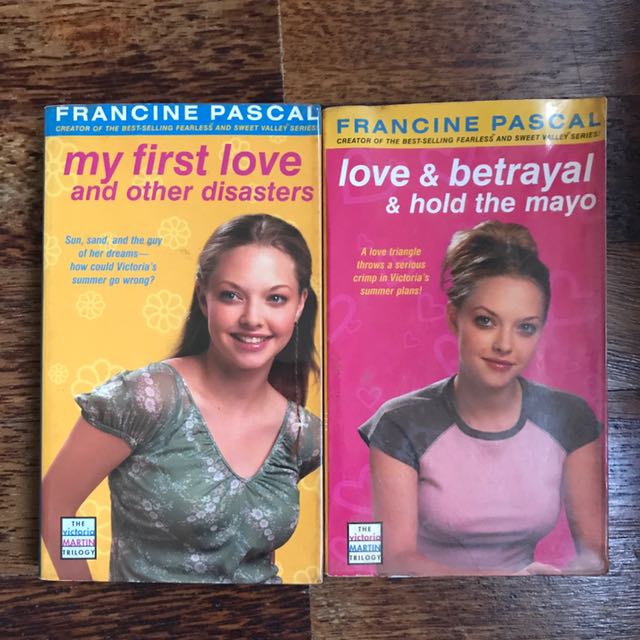 FRANCINE PASCAL
CREATOR OF THE BEST-SELLING FEARLESS AND SWEET VALLEY SERIES!
my first love
and other disasters
Sun, sand, and the guy
of her dreams—
how could Victoria's
summer go wrong?
THE
victoria
MARTIN
TRILOGY
FRANCINE PASCAL
CREATOR OF THE BEST-SELLING FEARLESS AND SWEET VALLEY SERIES!
love & betrayal
& hold the mayo
A love triangle
throws a serious
crimp in Victoria's
summer plans!
THE
victoria
MARTIN
TRILOGY